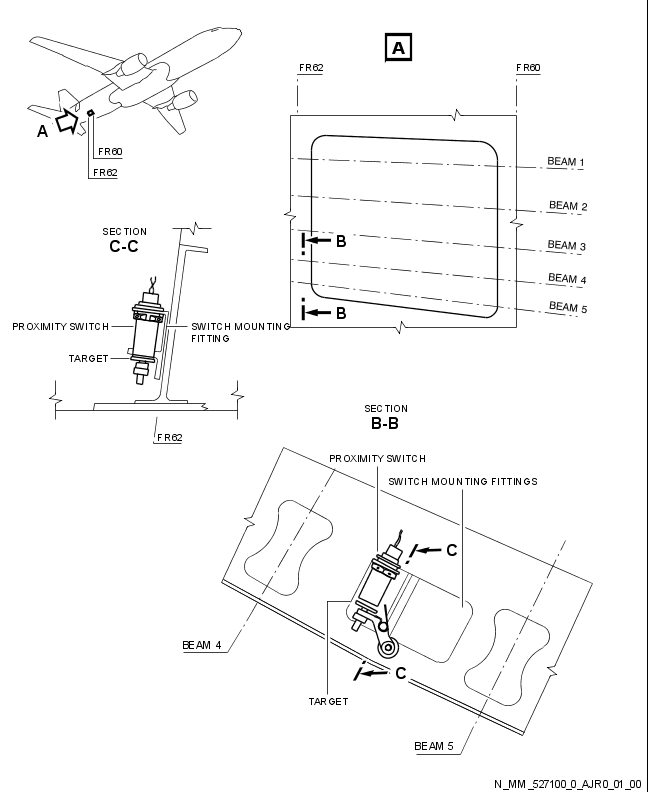 A
FR62
FR60
A
FR60
FR62
BEAM 1
BEAM 2
BEAM 3
BEAM 4
BEAM 5
B
B
SECTION
C-C
PROXIMITY SWITCH
SWITCH MOUNTING
FITTING
TARGET
FR62
SECTION
B-B
PROXIMITY SWITCH
SWITCH MOUNTING FITTINGS
C
BEAM 4
C
TARGET
BEAM 5
N_MM_527100_0_AJR0_01_00